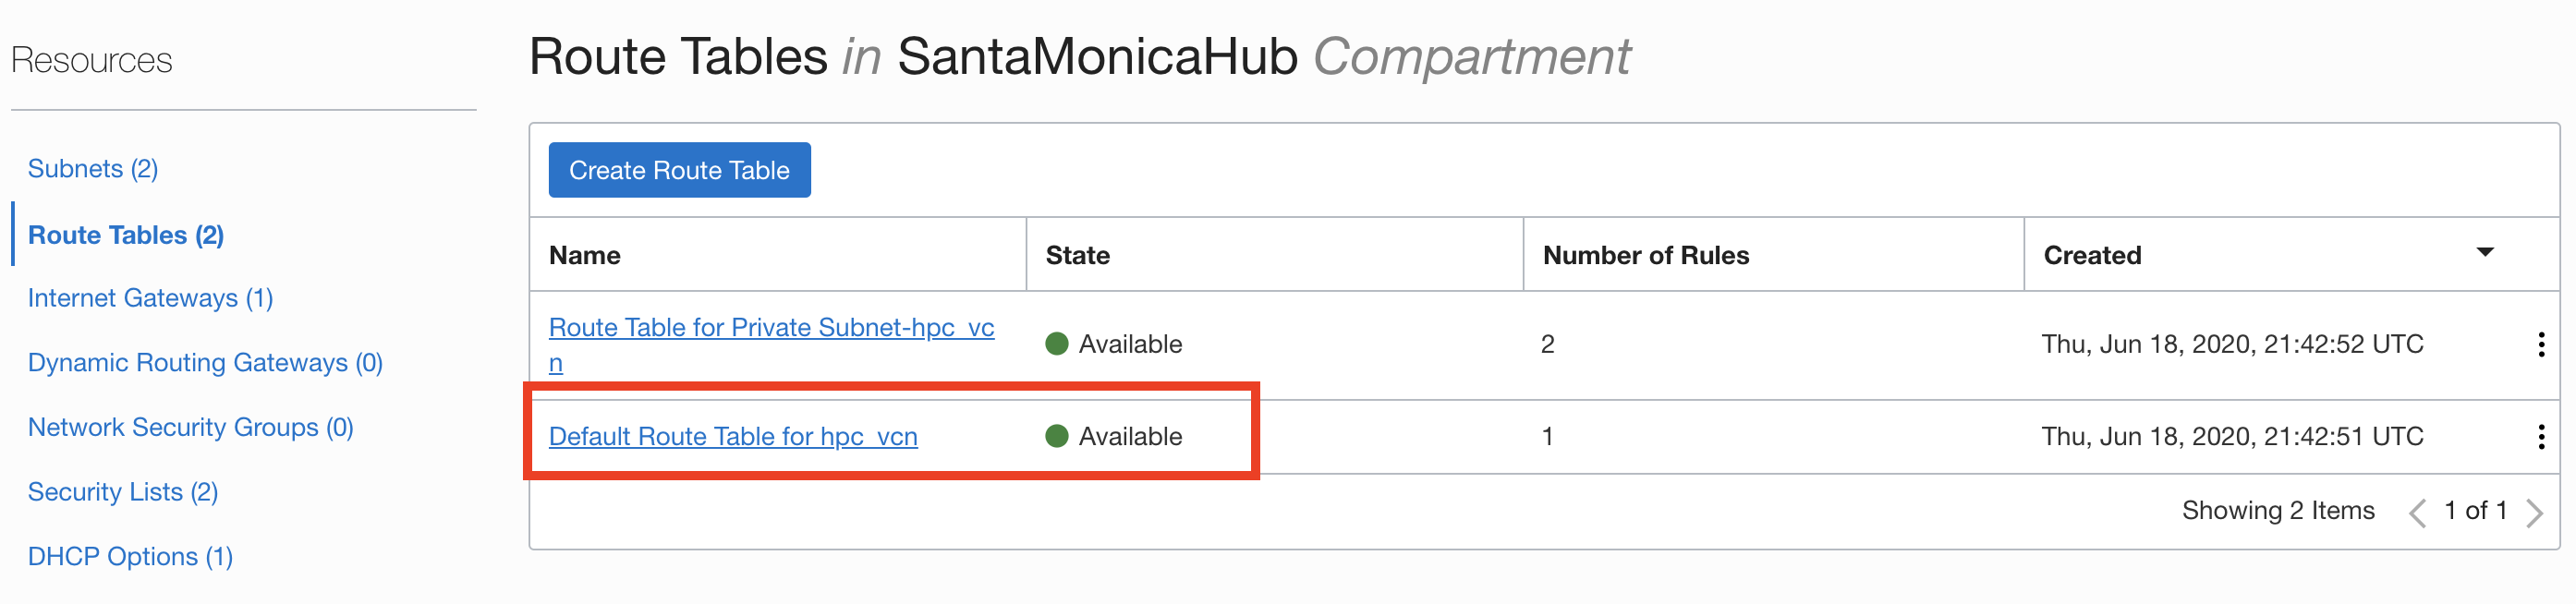 Resources
Subnets (2)
Route Tables (2)
Internet Gateways (1)
Dynamic Routing Gateways (0)
Network Security Groups (0)
Security Lists (2)
DHCP Options (1)
Route Tables in SantaMonicaHub Compartment
Create Route Table
Name State Number of Rules Created
Route Table for Private Subnet-hpc_vc
n
Available 2 Thu, Jun 18, 2020, 21:42:52 UTC
Default Route Table for hpc_vcn Available 1 Thu, Jun 18, 2020, 21:42:51 UTC
Showing 2 Items < 1 of 1 >